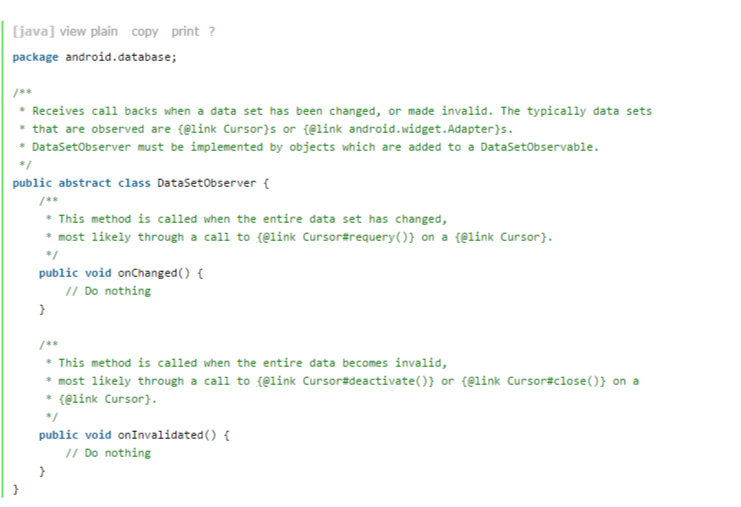 [java] view plain copy print ?
package android.database;
/**
 * Receives call backs when a data set has been changed, or made invalid. The typically data sets
 * that are observed are {@link Cursor}s or {@link android.widget.Adapter}s.
 * DataSetObserver must be implemented by objects which are added to a DataSetObservable.
 */
public abstract class DataSetObserver {
    /**
     * This method is called when the entire data set has changed,
     * most likely through a call to {@link Cursor#requery()} on a {@link Cursor}.
     */
    public void onChanged() {
        // Do nothing
    }
    /**
     * This method is called when the entire data becomes invalid,
     * most likely through a call to {@link Cursor#deactivate()} or {@link Cursor#close()} on a
     * {@link Cursor}.
     */
    public void onInvalidated() {
        // Do nothing
    }
}